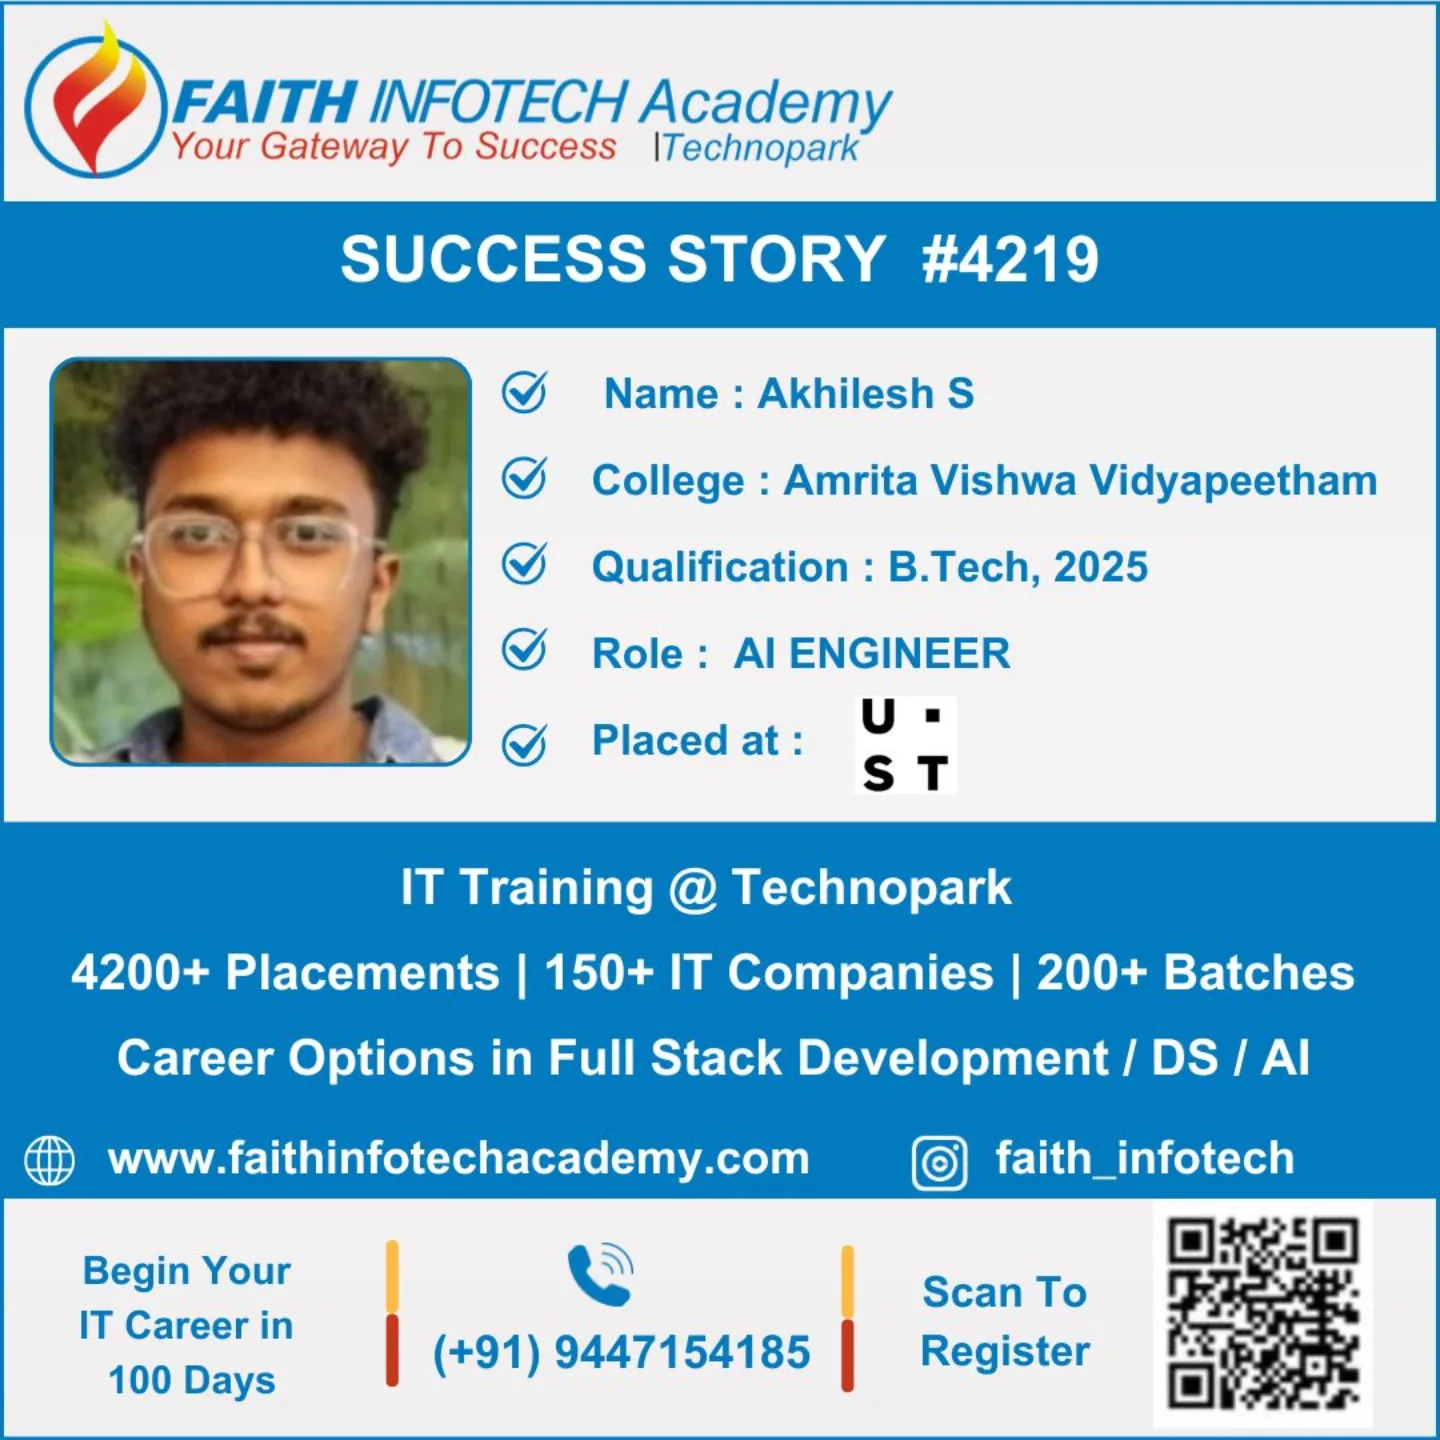 FAITH INFOTECH Academy
Your Gateway To Success |Technopark
SUCCESS STORY #4219
Name : Akhilesh S
College : Amrita Vishwa Vidyapeetham
Qualification : B.Tech, 2025
Role : AI ENGINEER
Placed at :
U·
ST
IT Training @ Technopark
4200+ Placements | 150+ IT Companies | 200+ Batches
Career Options in Full Stack Development / DS / AI
www.faithinfotechacademy.com
faith_infotech
Begin Your
IT Career in
100 Days
(+91) 9447154185
Scan To
Register